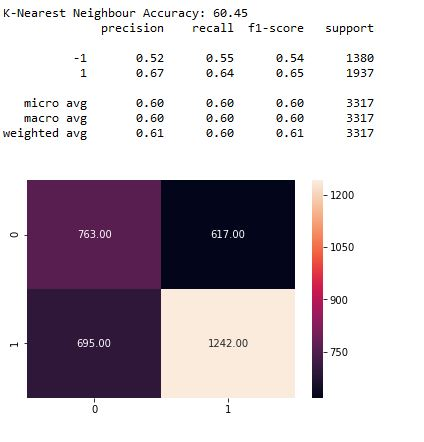 K-Nearest Neighbour Accuracy: 60.45
precision recall f1-score support
-1 0.52 0.55 0.54 1380
1 0.67 0.64 0.65 1937
micro avg 0.60 0.60 0.60 3317
macro avg 0.60 0.60 0.60 3317
weighted avg 0.61 0.60 0.61 3317
1200
0 763.00 617.00
1050
900
1 695.00 1242.00
750
0 1